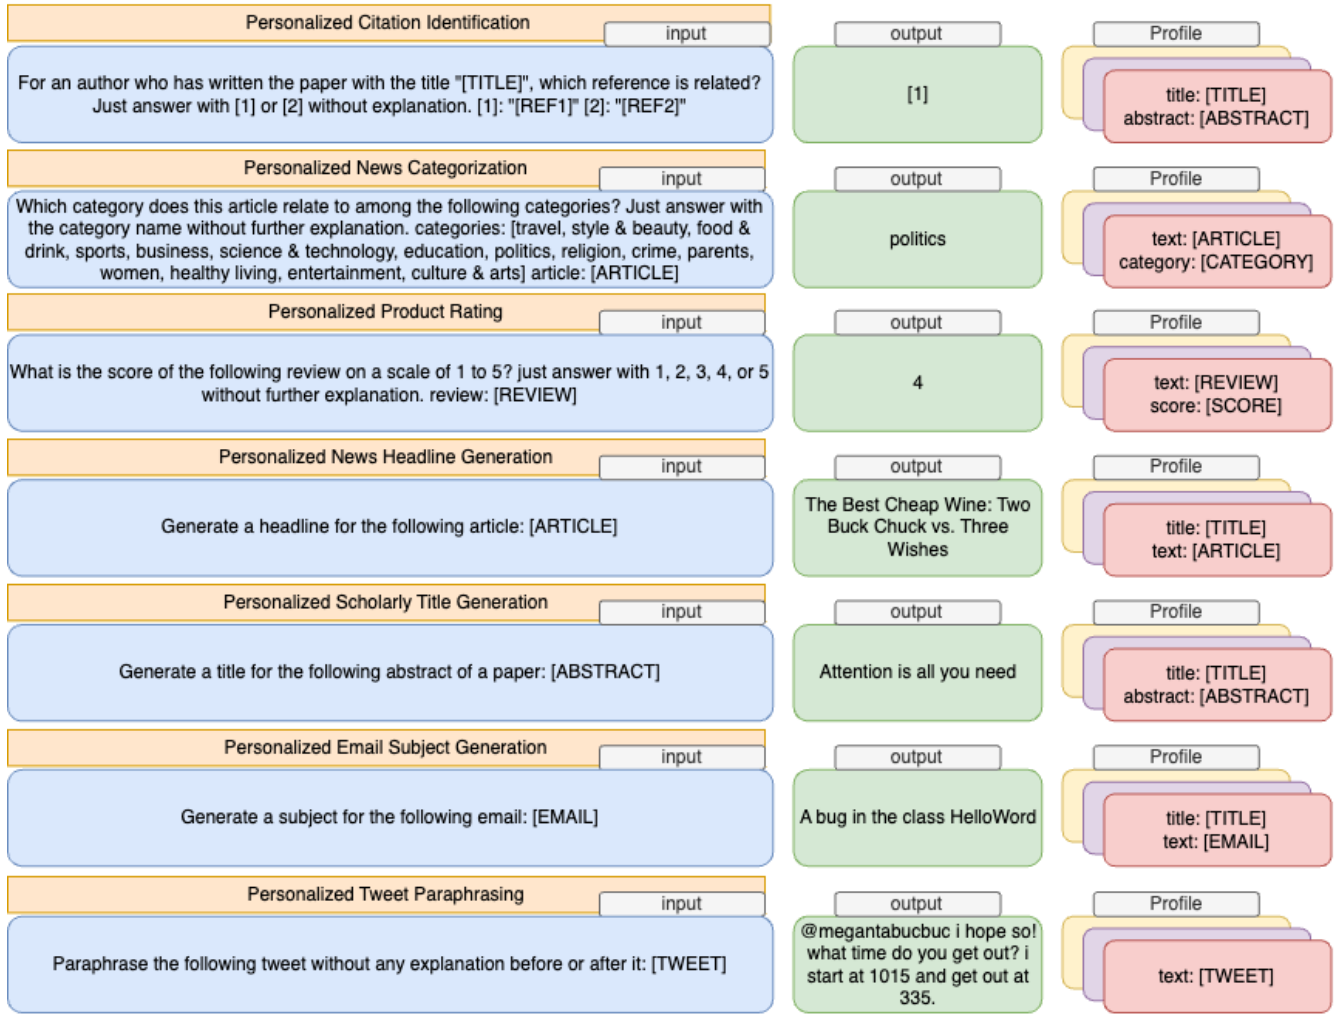 Personalized Citation Identification
input
output
Profile
For an author who has written the paper with the title "[TITLE]", which reference is related?
Just answer with [1] or [2] without explanation. [1]: "[REF1]" [2]: "[REF2]"
[1]
title: [TITLE]
abstract: [ABSTRACT]
Personalized News Categorization
input
output
Profile
Which category does this article relate to among the following categories? Just answer with
the category name without further explanation. categories: [travel, style & beauty, food &
drink, sports, business, science & technology, education, politics, religion, crime, parents,
women, healthy living, entertainment, culture & arts] article: [ARTICLE]
politics
text: [ARTICLE]
category: [CATEGORY]
Personalized Product Rating
input
output
Profile
What is the score of the following review on a scale of 1 to 5? just answer with 1, 2, 3, 4, or 5
without further explanation. review: [REVIEW]
4
text: [REVIEW]
score: [SCORE]
Personalized News Headline Generation
input
output
Profile
Generate a headline for the following article: [ARTICLE]
The Best Cheap Wine: Two
Buck Chuck vs. Three
Wishes
title: [TITLE]
text: [ARTICLE]
Personalized Scholarly Title Generation
input
output
Profile
Generate a title for the following abstract of a paper: [ABSTRACT]
Attention is all you need
title: [TITLE]
abstract: [ABSTRACT]
Personalized Email Subject Generation
input
output
Profile
Generate a subject for the following email: [EMAIL]
A bug in the class HelloWord
title: [TITLE]
text: [EMAIL]
Personalized Tweet Paraphrasing
input
output
Profile
Paraphrase the following tweet without any explanation before or after it: [TWEET]
@megantabucbuc i hope so!
what time do you get out? i
start at 1015 and get out at
335.
text: [TWEET]